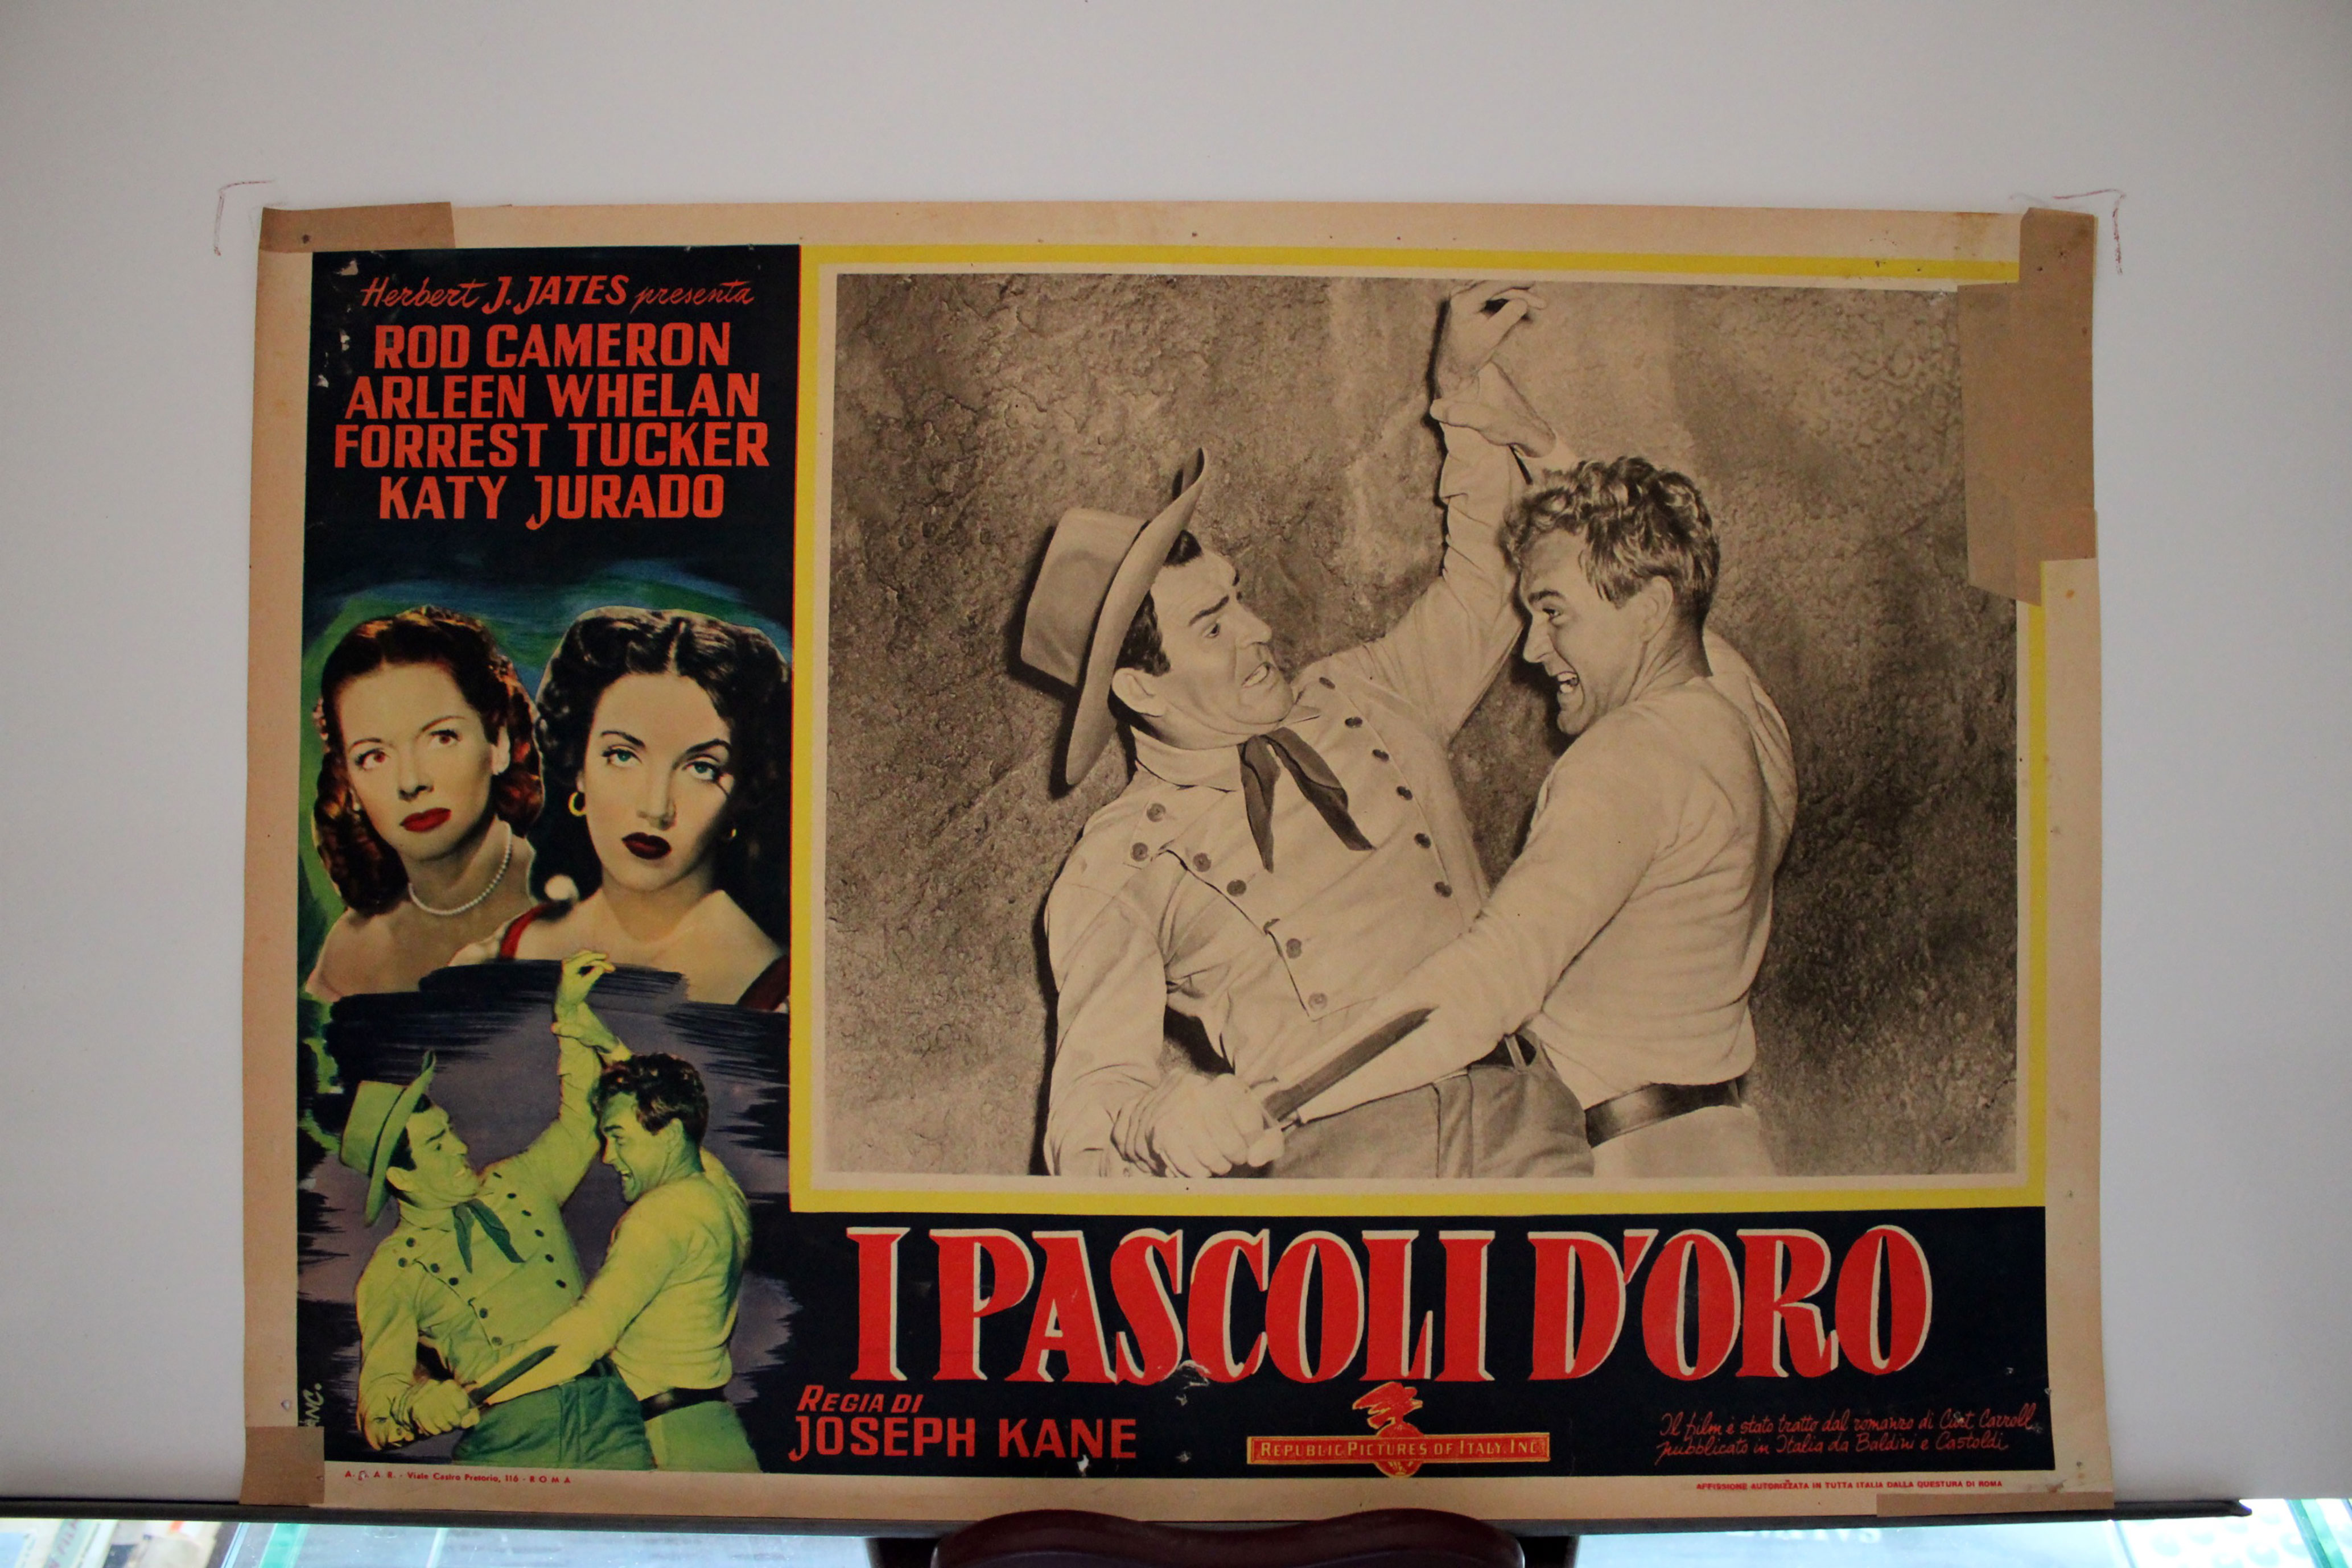 Herbert J. JATES presenta
ROD CAMERON
ARLEEN WHELAN
FORREST TUCKER
KATY JURADO
I PASCOLI D'ORO
REGIA DI
JOSEPH KANE
REPUBLIC PICTURES OF ITALY. INC
Il film è stato tratto dal romanzo di Curt Carroll
pubblicato in Italia da Baldini e Castoldi
Viale Castro Pretorio, 116 - ROMA
AFFISSIONE AUTORIZZATA IN TUTTA ITALIA DALLA QUESTURA DI ROMA